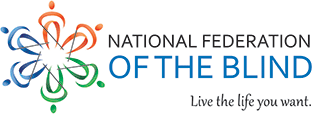 NATIONAL FEDERATION
OF THE BLIND
Live the life you want.